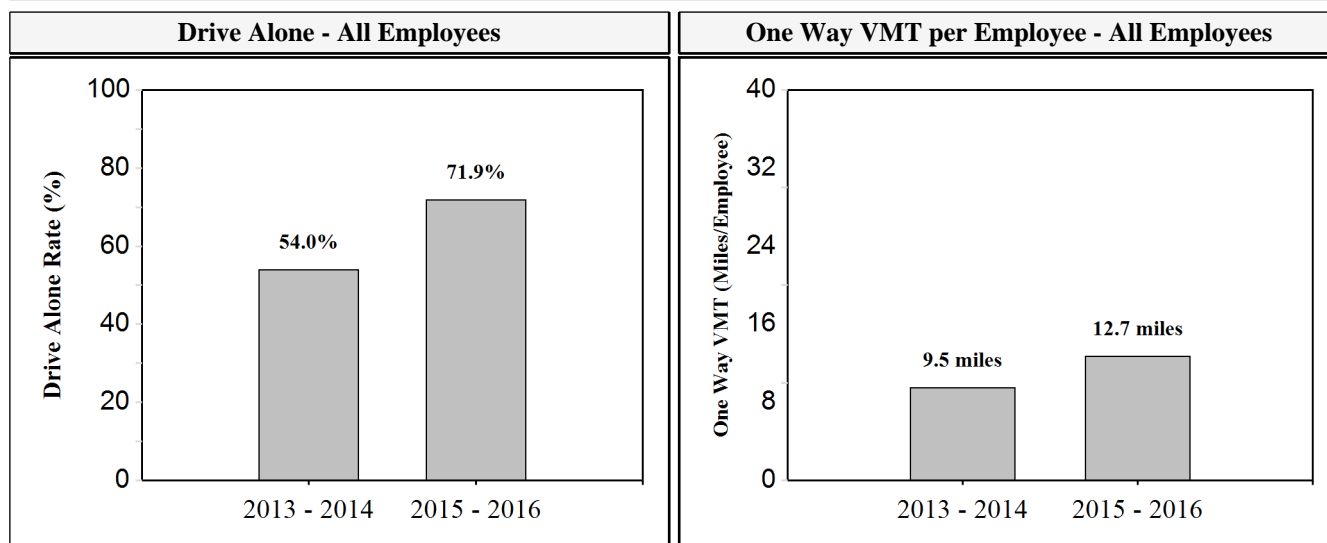 Drive Alone - All Employees
One Way VMT per Employee - All Employees
Drive Alone Rate (%)
100
80
60
40
20
0
54.0%
71.9%
2013 - 2014
2015 - 2016
One Way VMT (Miles/Employee)
40
32
24
16
8
0
9.5 miles
12.7 miles
2013 - 2014
2015 - 2016